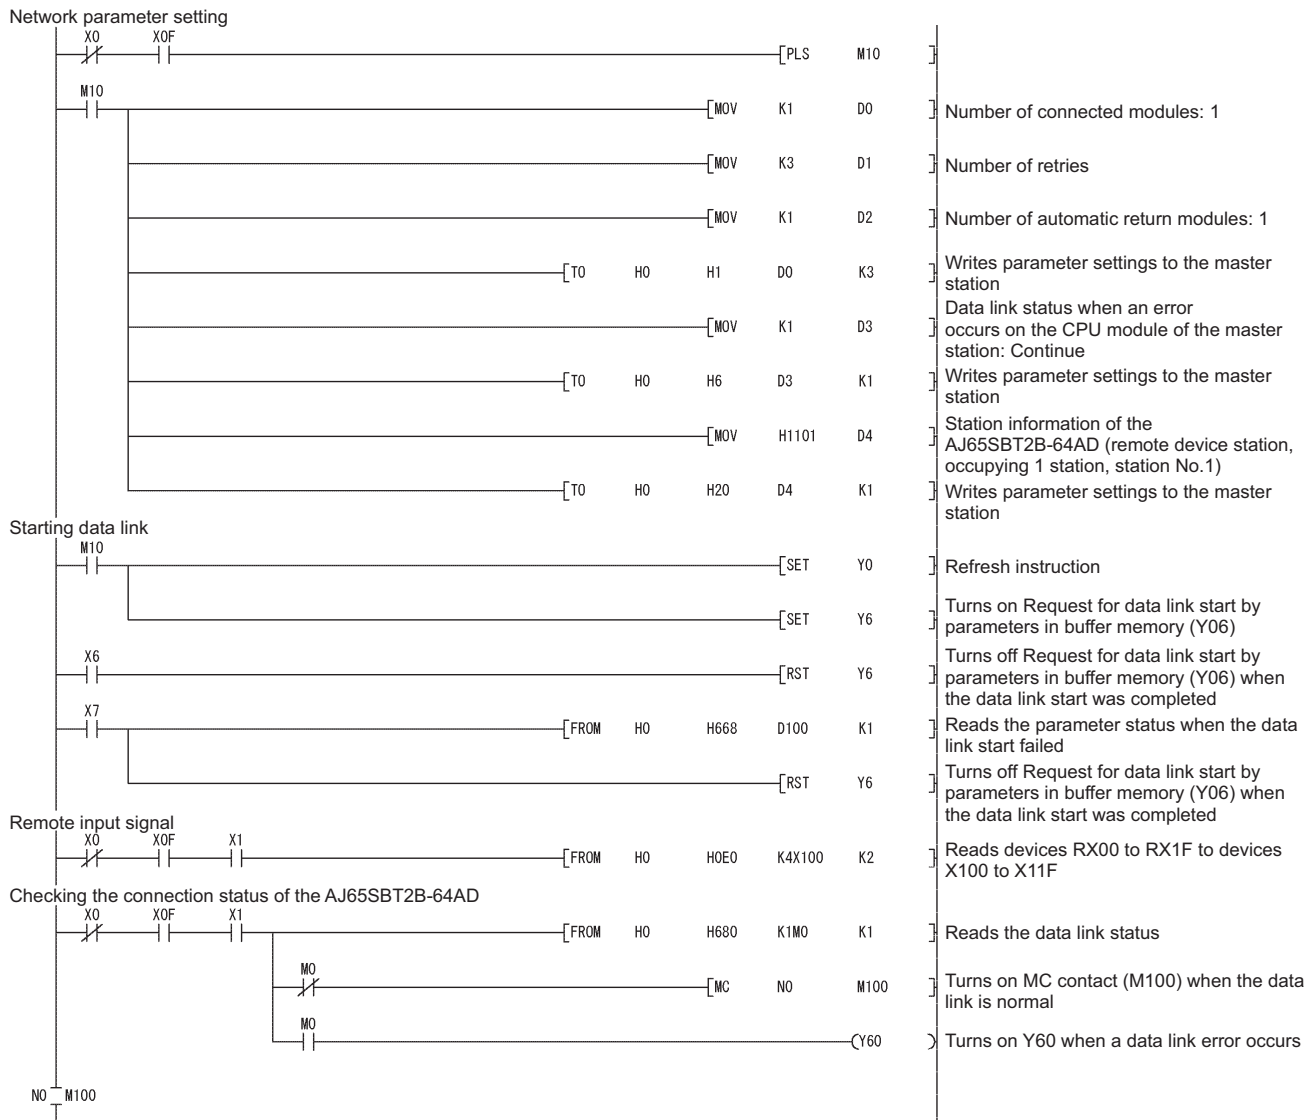 Network parameter setting
X0 X0F
PLS M10
M10
MOV K1 D0 Number of connected modules: 1
MOV K3 D1 Number of retries
MOV K1 D2 Number of automatic return modules: 1
TO H0 H1 D0 K3 Writes parameter settings to the master
station
MOV K1 D3 Data link status when an error
occurs on the CPU module of the master
station: Continue
TO H0 H6 D3 K1 Writes parameter settings to the master
station
MOV H1101 D4 Station information of the
AJ65SBT2B-64AD (remote device station,
occupying 1 station, station No.1)
TO H0 H20 D4 K1 Writes parameter settings to the master
station
Starting data link
M10
SET Y0 Refresh instruction
SET Y6 Turns on Request for data link start by
parameters in buffer memory (Y06)
X6
RST Y6 Turns off Request for data link start by
parameters in buffer memory (Y06) when
the data link start was completed
X7
FROM H0 H668 D100 K1 Reads the parameter status when the data
link start failed
RST Y6 Turns off Request for data link start by
parameters in buffer memory (Y06) when
the data link start was completed
Remote input signal
X0 X0F X1
FROM H0 H0E0 K4X100 K2 Reads devices RX00 to RX1F to devices
X100 to X11F
Checking the connection status of the AJ65SBT2B-64AD
X0 X0F X1
FROM H0 H680 K1M0 K1 Reads the data link status
M0
MC N0 M100 Turns on MC contact (M100) when the data
link is normal
M0
Y60 Turns on Y60 when a data link error occurs
N0 M100